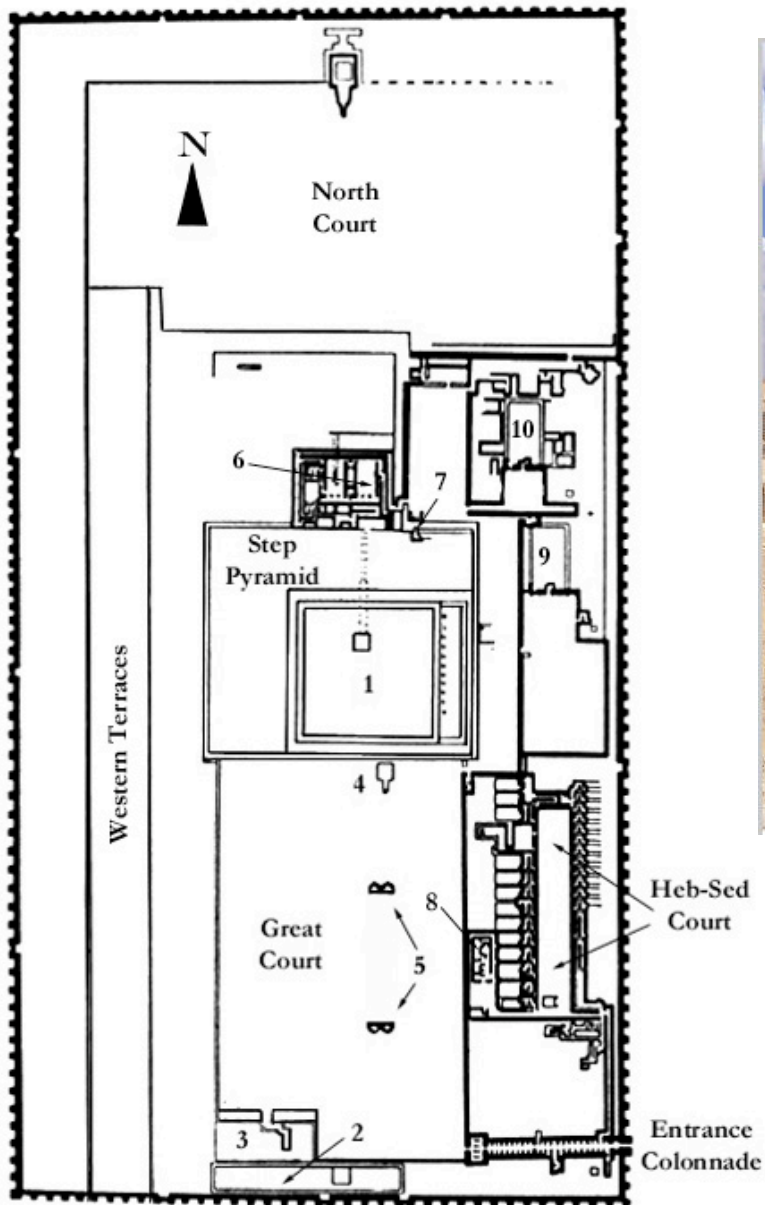 N
North
Court
10
6
7
Step
Pyramid
9
1
Western Terraces
4
Heb-Sed
Court
8
Great
Court
5
3
2
Entrance
Colonnade